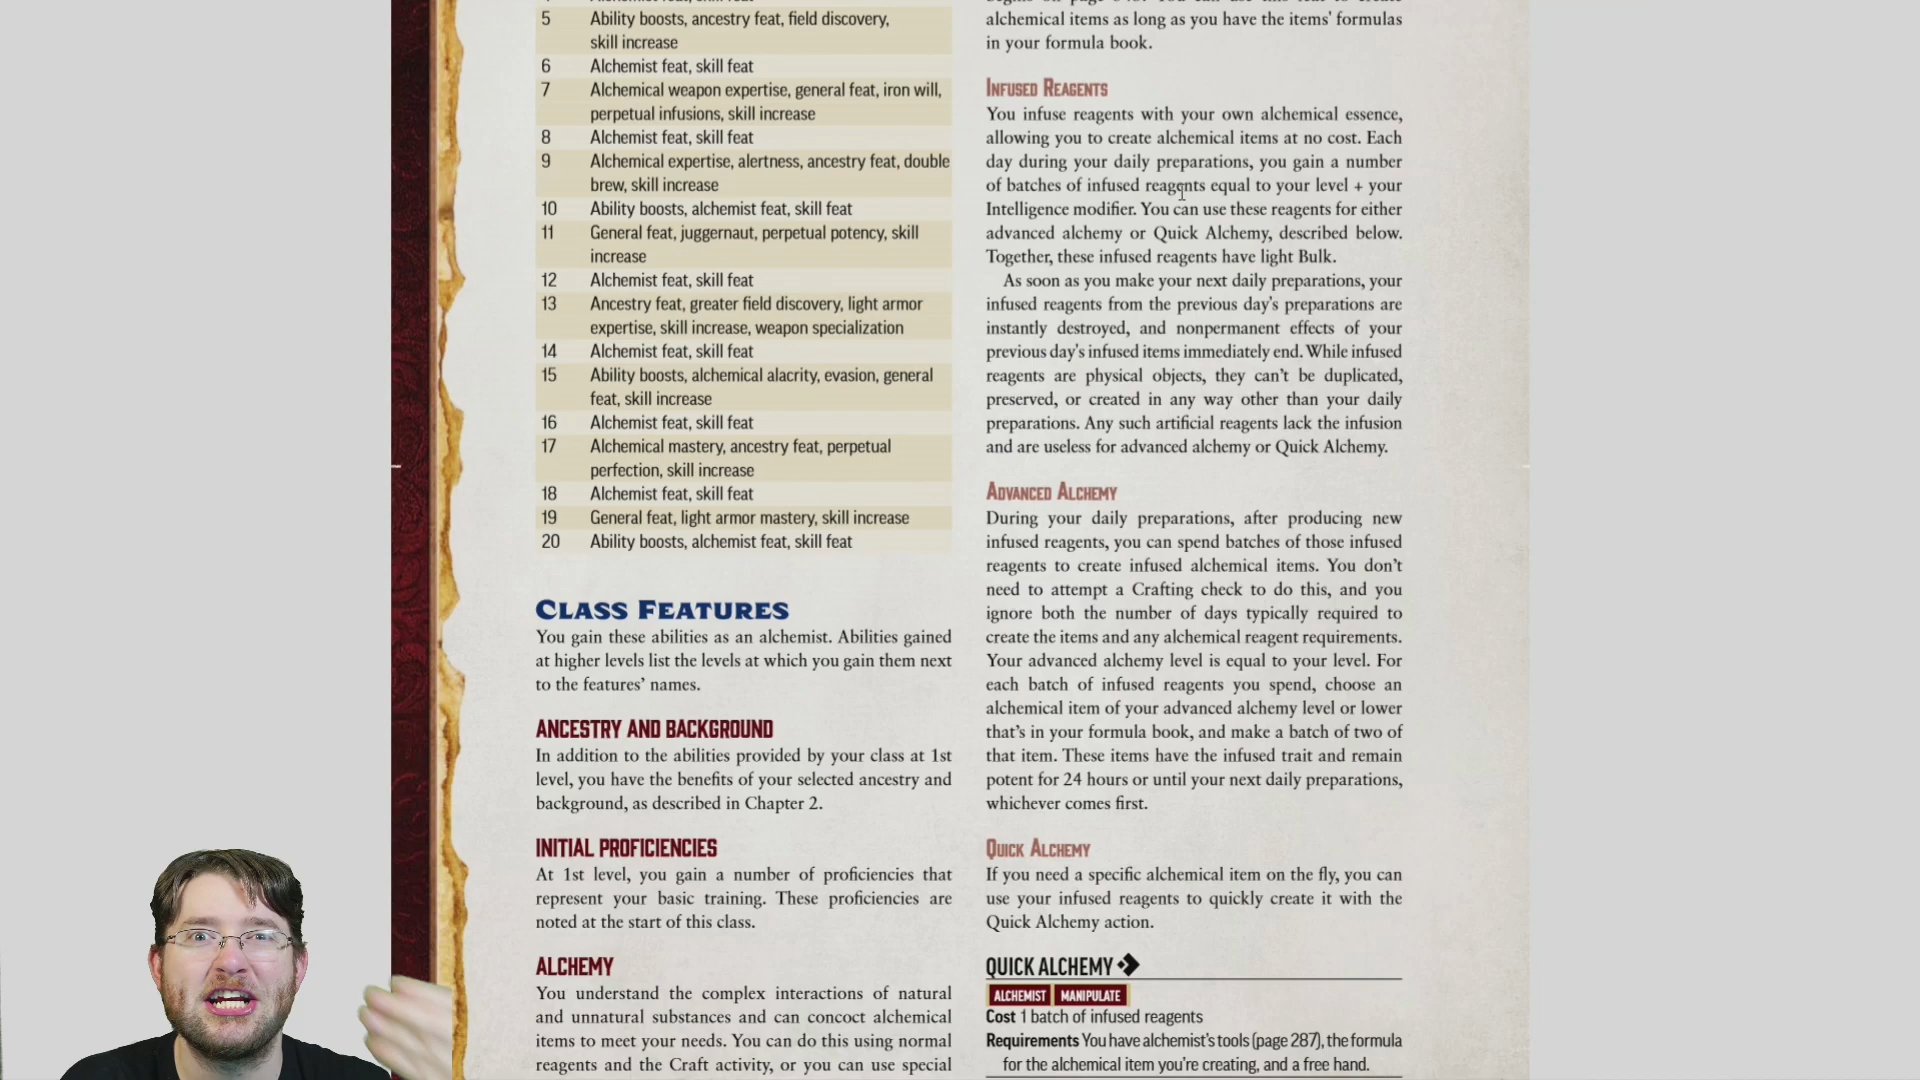 5 Ability boosts, ancestry feat, field discovery,
skill increase
6 Alchemist feat, skill feat
7 Alchemical weapon expertise, general feat, iron will,
perpetual infusions, skill increase
8 Alchemist feat, skill feat
9 Alchemical expertise, alertness, ancestry feat, double
brew, skill increase
10 Ability boosts, alchemist feat, skill feat
11 General feat, juggernaut, perpetual potency, skill
increase
12 Alchemist feat, skill feat
13 Ancestry feat, greater field discovery, light armor
expertise, skill increase, weapon specialization
14 Alchemist feat, skill feat
15 Ability boosts, alchemical alacrity, evasion, general
feat, skill increase
16 Alchemist feat, skill feat
17 Alchemical mastery, ancestry feat, perpetual
perfection, skill increase
18 Alchemist feat, skill feat
19 General feat, light armor mastery, skill increase
20 Ability boosts, alchemist feat, skill feat
CLASS FEATURES
You gain these abilities as an alchemist. Abilities gained
at higher levels list the levels at which you gain them next
to the features’ names.
ANCESTRY AND BACKGROUND
In addition to the abilities provided by your class at 1st
level, you have the benefits of your selected ancestry and
background, as described in Chapter 2.
INITIAL PROFICIENCIES
At 1st level, you gain a number of proficiencies that
represent your basic training. These proficiencies are
noted at the start of this class.
ALCHEMY
You understand the complex interactions of natural
and unnatural substances and can concoct alchemical
items to meet your needs. You can do this using normal
reagents and the Craft activity, or you can use special
alchemical items as long as you have the items' formulas
in your formula book.
INFUSED REAGENTS
You infuse reagents with your own alchemical essence,
allowing you to create alchemical items at no cost. Each
day during your daily preparations, you gain a number
of batches of infused reagents equal to your level + your
Intelligence modifier. You can use these reagents for either
advanced alchemy or Quick Alchemy, described below.
Together, these infused reagents have light Bulk.
As soon as you make your next daily preparations, your
infused reagents from the previous day's preparations are
instantly destroyed, and nonpermanent effects of your
previous day's infused items immediately end. While infused
reagents are physical objects, they can’t be duplicated,
preserved, or created in any way other than your daily
preparations. Any such artificial reagents lack the infusion
and are useless for advanced alchemy or Quick Alchemy.
ADVANCED ALCHEMY
During your daily preparations, after producing new
infused reagents, you can spend batches of those infused
reagents to create infused alchemical items. You don’t
need to attempt a Crafting check to do this, and you
ignore both the number of days typically required to
create the items and any alchemical reagent requirements.
Your advanced alchemy level is equal to your level. For
each batch of infused reagents you spend, choose an
alchemical item of your advanced alchemy level or lower
that’s in your formula book, and make a batch of two of
that item. These items have the infused trait and remain
potent for 24 hours or until your next daily preparations,
whichever comes first.
QUICK ALCHEMY
If you need a specific alchemical item on the fly, you can
use your infused reagents to quickly create it with the
Quick Alchemy action.
QUICK ALCHEMY
ALCHEMIST MANIPULATE
Cost 1 batch of infused reagents
Requirements You have alchemist's tools (page 287), the formula
for the alchemical item you're creating, and a free hand.